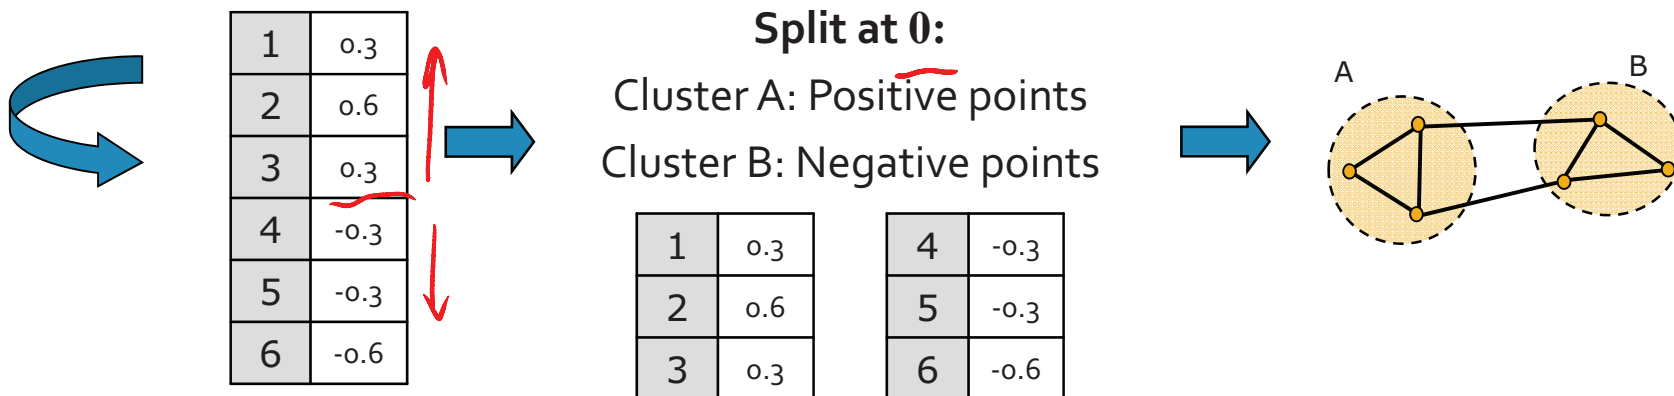 1 0.3
2 0.6
3 0.3
4 -0.3
5 -0.3
6 -0.6
Split at 0:
Cluster A: Positive points
Cluster B: Negative points
1 0.3
2 0.6
3 0.3
4 -0.3
5 -0.3
6 -0.6
A
B